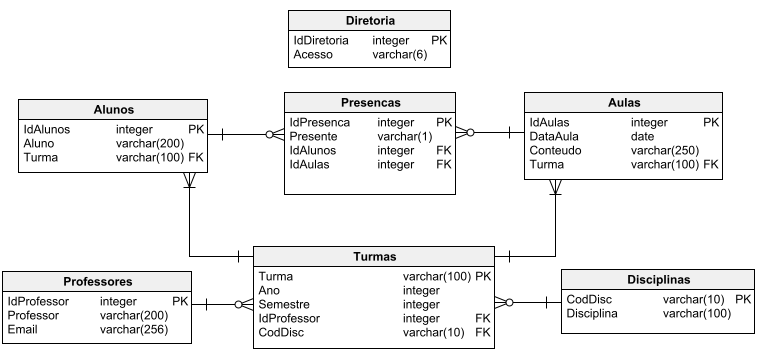 Diretoria
IdDiretoria integer PK
Acesso varchar(6)
Alunos
IdAlunos integer PK
Aluno varchar(200)
Turma varchar(100) FK
Presencas
IdPresenca integer PK
Presente varchar(1)
IdAlunos integer FK
IdAulas integer FK
Aulas
IdAulas integer PK
DataAula date
Conteudo varchar(250)
Turma varchar(100) FK
Turmas
Turma varchar(100) PK
Ano integer
Semestre integer
IdProfessor integer FK
CodDisc varchar(10) FK
Professores
IdProfessor integer PK
Professor varchar(200)
Email varchar(256)
Disciplinas
CodDisc varchar(10) PK
Disciplina varchar(100)